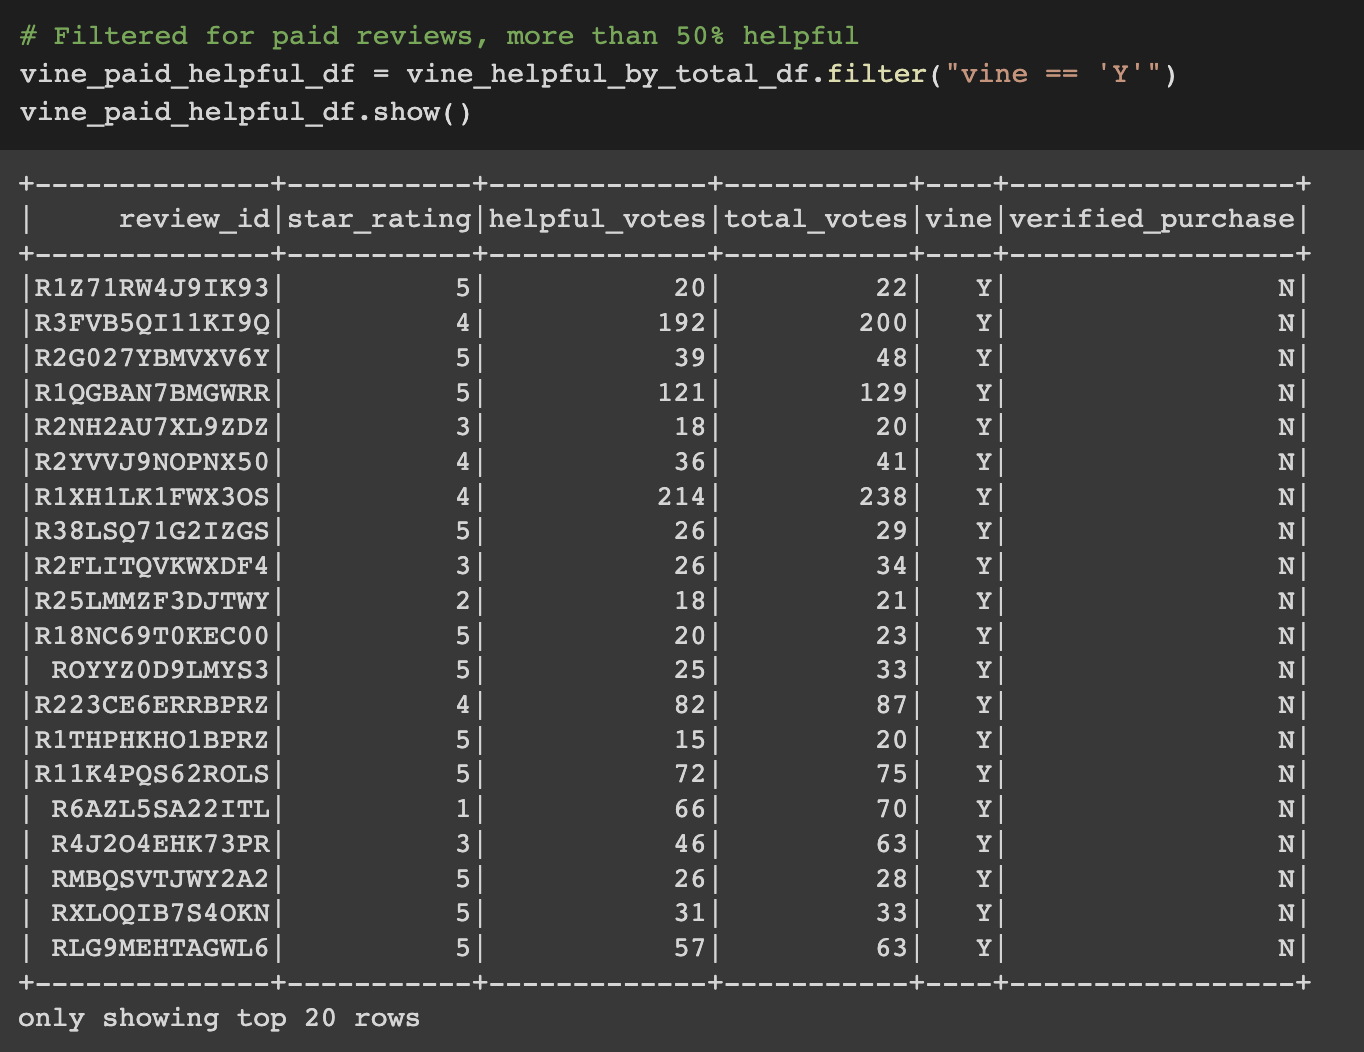 # Filtered for paid reviews, more than 50% helpful
vine_paid_helpful_df = vine_helpful_by_total_df.filter("vine == 'Y'")
vine_paid_helpful_df.show()
+--------------+-----------+-------------+-----------+----+-----------------+
|     review_id|star_rating|helpful_votes|total_votes|vine|verified_purchase|
+--------------+-----------+-------------+-----------+----+-----------------+
|R1Z71RW4J9IK93|          5|           20|         22|   Y|                N|
|R3FVB5QI11KI9Q|          4|          192|        200|   Y|                N|
|R2G027YBMVXV6Y|          5|           39|         48|   Y|                N|
|R1QGBAN7BMGWRR|          5|          121|        129|   Y|                N|
|R2NH2AU7XL9ZDZ|          3|           18|         20|   Y|                N|
|R2YVVJ9NOPNX50|          4|           36|         41|   Y|                N|
|R1XH1LK1FWX3OS|          4|          214|        238|   Y|                N|
|R38LSQ71G2IZGS|          5|           26|         29|   Y|                N|
|R2FLITQVKWXDF4|          3|           26|         34|   Y|                N|
|R25LMMZF3DJTWY|          2|           18|         21|   Y|                N|
|R18NC69T0KEC00|          5|           20|         23|   Y|                N|
| ROYYZ0D9LMYS3|          5|           25|         33|   Y|                N|
|R223CE6ERRBPRZ|          4|           82|         87|   Y|                N|
|R1THPHKHO1BPRZ|          5|           15|         20|   Y|                N|
|R11K4PQS62ROLS|          5|           72|         75|   Y|                N|
| R6AZL5SA22ITL|          1|           66|         70|   Y|                N|
| R4J2O4EHK73PR|          3|           46|         63|   Y|                N|
| RMBQSVTJWY2A2|          5|           26|         28|   Y|                N|
| RXLOQIB7S4OKN|          5|           31|         33|   Y|                N|
| RLG9MEHTAGWL6|          5|           57|         63|   Y|                N|
+--------------+-----------+-------------+-----------+----+-----------------+
only showing top 20 rows